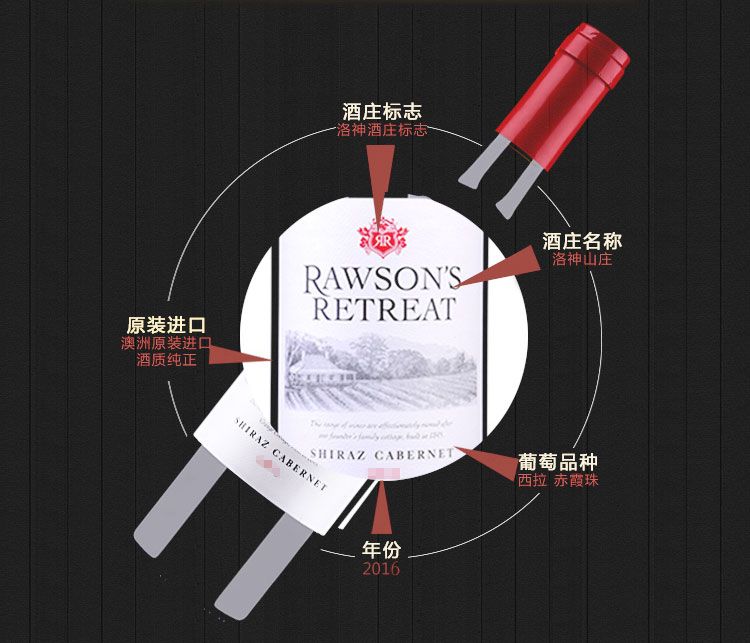 酒庄标志
洛神酒庄标志
酒庄名称
洛神山庄
RAWSON'S
RETREAT
原装进口
澳洲原装进口
酒质纯正
The range of wines are affectionately named after
our founder's family cottage, built in 1845.
SHIRAZ CABERNET
SHIRAZ CABERNET
葡萄品种
西拉 赤霞珠
年份
2016